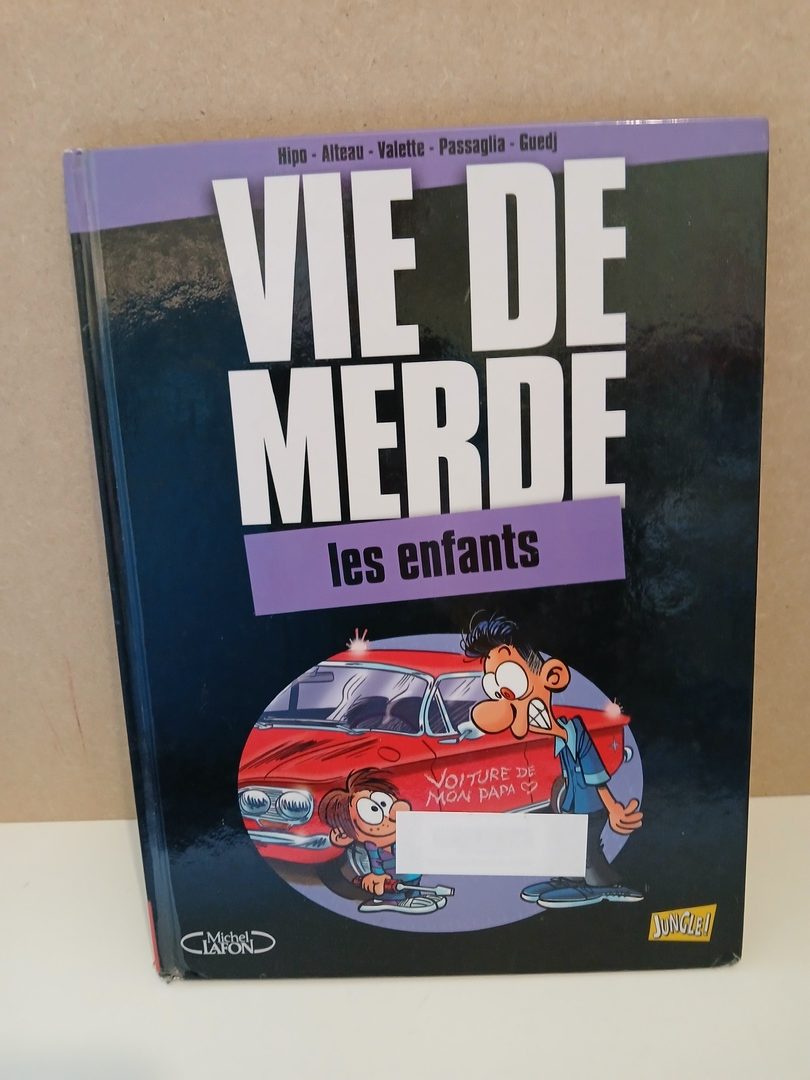 Hipo - Alteau - Valette - Passaglia - Guedj
VIE DE
MERDE
les enfants
VOITURE DE
MON PAPA ♡
Michel
LAFON
JUNGLE!